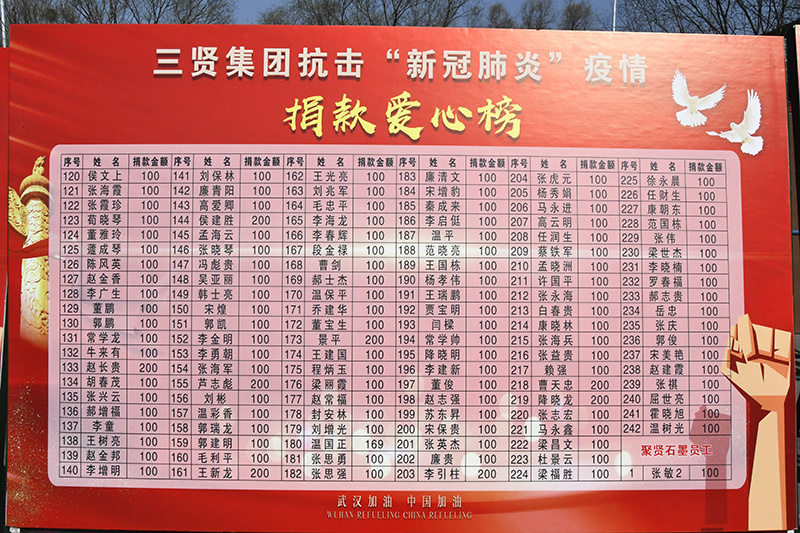 三贤集团抗击“新冠肺炎”疫情
捐款爱心榜
序号 姓名 捐款金额 序号 姓名 捐款金额 序号 姓名 捐款金额 序号 姓名 捐款金额 序号 姓名 捐款金额 序号 姓名 捐款金额
120 侯文上 100 141 刘保林 100 162 王光亮 100 183 廉清文 100 204 张虎元 100 225 徐永晨 100
121 张海霞 100 142 廉青阳 100 163 刘兆军 100 184 宋增豹 100 205 杨秀娟 100 226 任财生 100
122 张霞珍 100 143 高爱卿 100 164 毛忠平 100 185 秦成来 100 206 马永进 100 227 康朝东 100
123 荀晓琴 100 144 侯建胜 200 165 李海龙 100 186 李启侹 100 207 高云明 100 228 范国栋 100
124 董雅玲 100 145 孟海云 100 166 李春辉 100 187 温平 100 208 任润生 100 229 张伟 100
125 蘧成琴 100 146 张晓琴 100 167 段金禄 100 188 范晓亮 100 209 蔡铁军 100 230 梁世杰 100
126 陈风英 100 147 冯彪贵 100 168 曹剑 100 189 王国栋 100 210 孟晓洲 100 231 李晓楠 100
127 赵金香 100 148 吴亚丽 100 169 郝士杰 100 190 杨孝伟 100 211 许国平 100 232 罗春福 100
128 李广生 100 149 韩士亮 100 170 温保平 100 191 王瑞鹏 100 212 张永海 100 233 郝志贵 100
129 董鹏 100 150 宋煌 100 171 乔建华 100 192 贾宝明 100 213 白春贵 100 234 岳忠 100
130 郭鹏 100 151 郭凯 100 172 董宝生 100 193 闫樑 100 214 康晓林 100 235 张庆 100
131 常学龙 100 152 李金明 100 173 景平 200 194 常学帅 100 215 张海兵 100 236 郭俊 100
132 牛来有 100 153 李勇朝 100 174 王建国 100 195 降晓明 100 216 张益贵 100 237 宋美艳 100
133 赵长贵 200 154 张海军 100 175 程炳玉 100 196 李建新 100 217 赖强 100 238 赵建霞 100
134 胡春茂 100 155 芦志彪 200 176 梁丽霞 100 197 董俊 100 218 曹天忠 200 239 张祺 100
135 张兴云 100 156 刘彬 100 177 赵常福 100 198 赵志强 100 219 降晓龙 200 240 屈世亮 100
136 郝增福 100 157 温彩香 100 178 封安林 100 199 苏东昇 100 220 张志宏 100 241 霍晓旭 100
137 李童 100 158 郭瑞龙 100 179 刘增光 100 200 宋保贵 100 221 马永鑫 100 242 温树光 100
138 王树亮 100 159 郭建明 100 180 温国正 169 201 张英杰 100 222 梁昌文 100 聚贤石墨员工
139 赵金邦 100 160 毛利平 100 181 张思勇 100 202 廉贵 100 223 杜景云 100
140 李增明 100 161 王新龙 200 182 张思强 100 203 李引柱 200 224 梁福胜 100 1 张敏2 100
武汉加油 中国加油
WUHAN REFUELING CHINA REFUELING